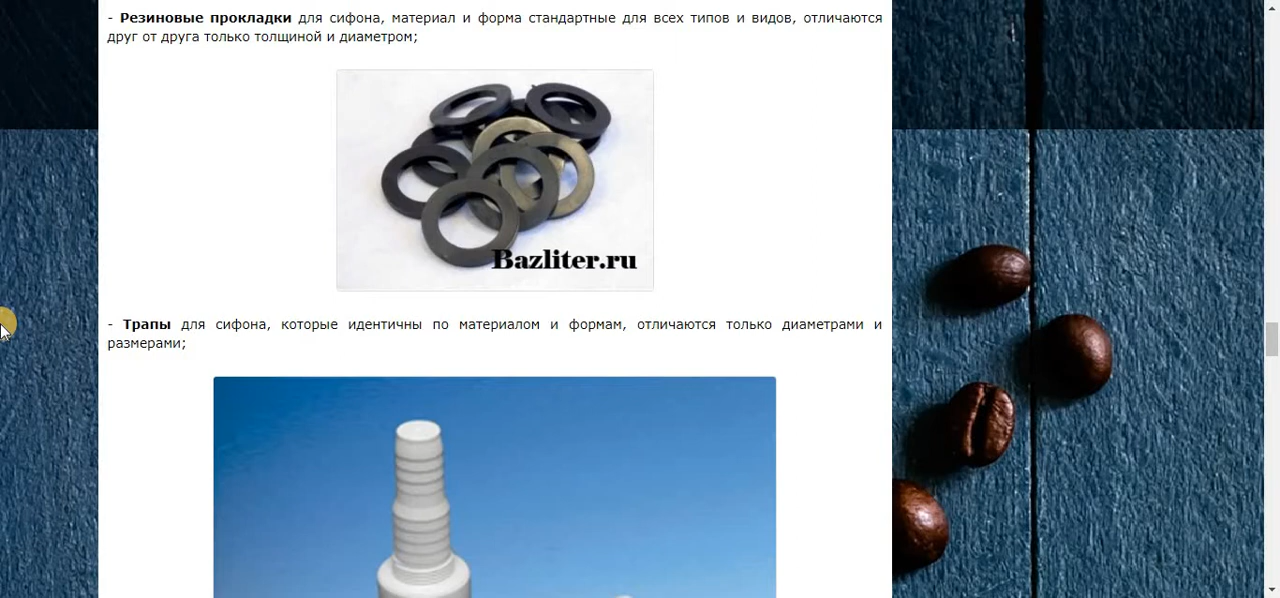 - Резиновые прокладки для сифона, материал и форма стандартные для всех типов и видов, отличаются
друг от друга только толщиной и диаметром;
Bazliter.ru
- Трапы для сифона, которые идентичны по материалом и формам, отличаются только диаметрами и
размерами;